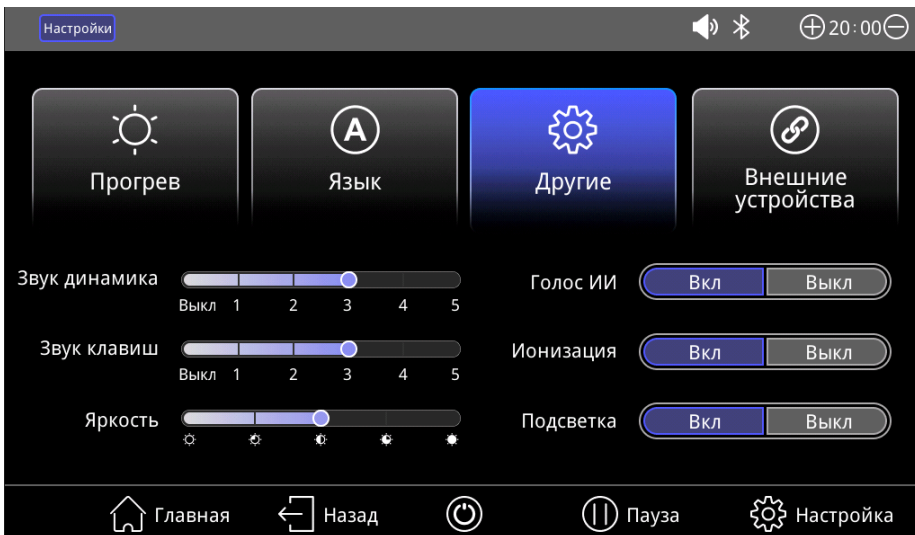 Настройки
20:00
A
Прогрев
Язык
Другие
Внешние
устройства
Звук динамика
Выкл 1 2 3 4 5
Голос ИИ
Вкл Выкл
Звук клавиш
Выкл 1 2 3 4 5
Ионизация
Вкл Выкл
Яркость
Подсветка
Вкл Выкл
Главная
Назад
Пауза
Настройка